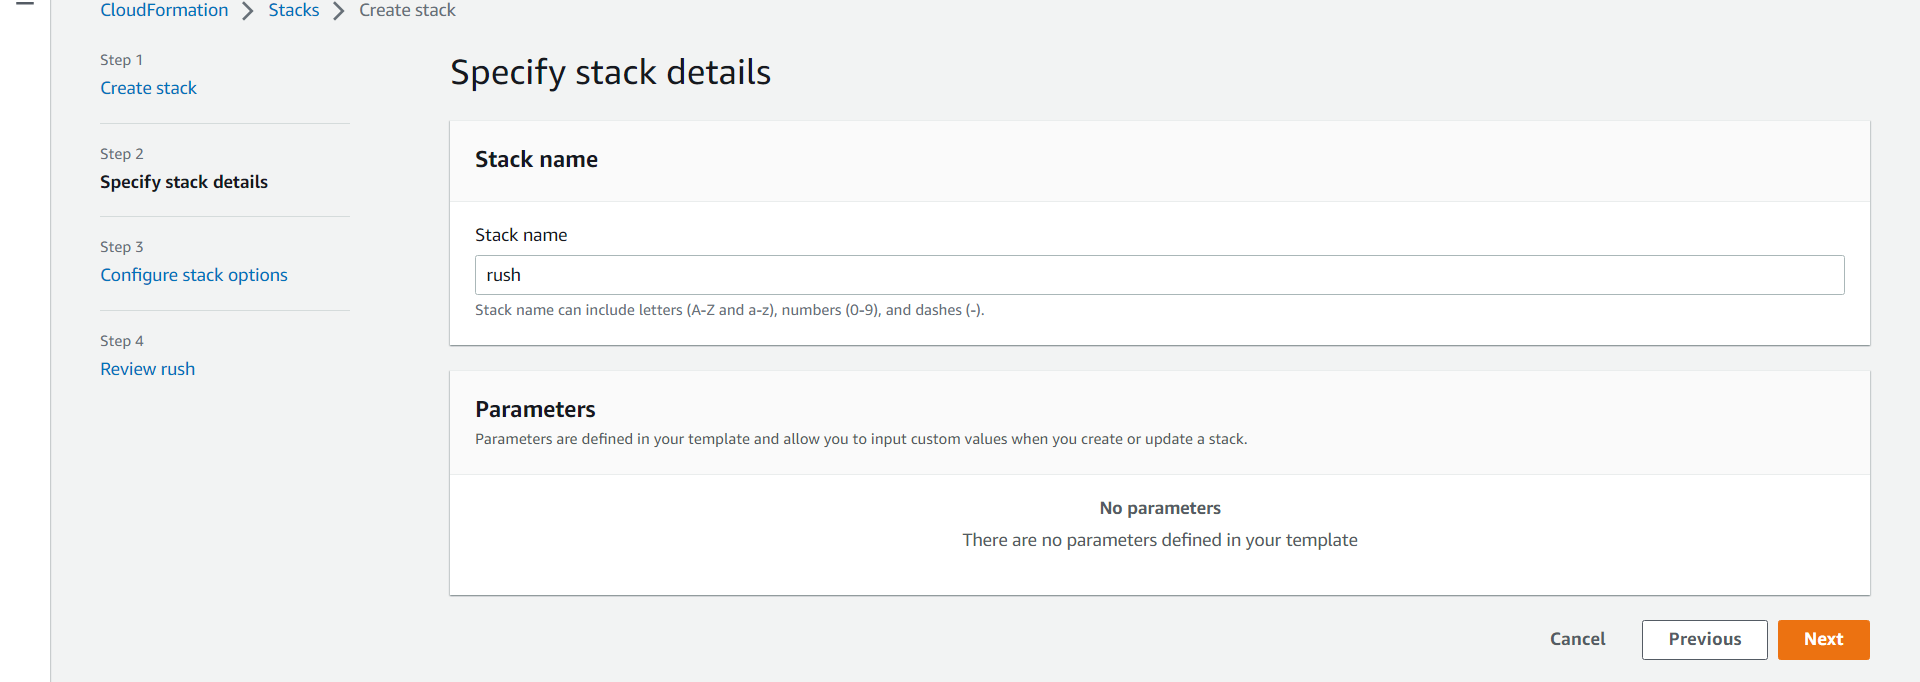 CloudFormation > Stacks > Create stack
Step 1
Create stack
Step 2
Specify stack details
Step 3
Configure stack options
Step 4
Review rush
Specify stack details
Stack name
Stack name
rush
Stack name can include letters (A-Z and a-z), numbers (0-9), and dashes (-).
Parameters
Parameters are defined in your template and allow you to input custom values when you create or update a stack.
No parameters
There are no parameters defined in your template
Cancel Previous Next